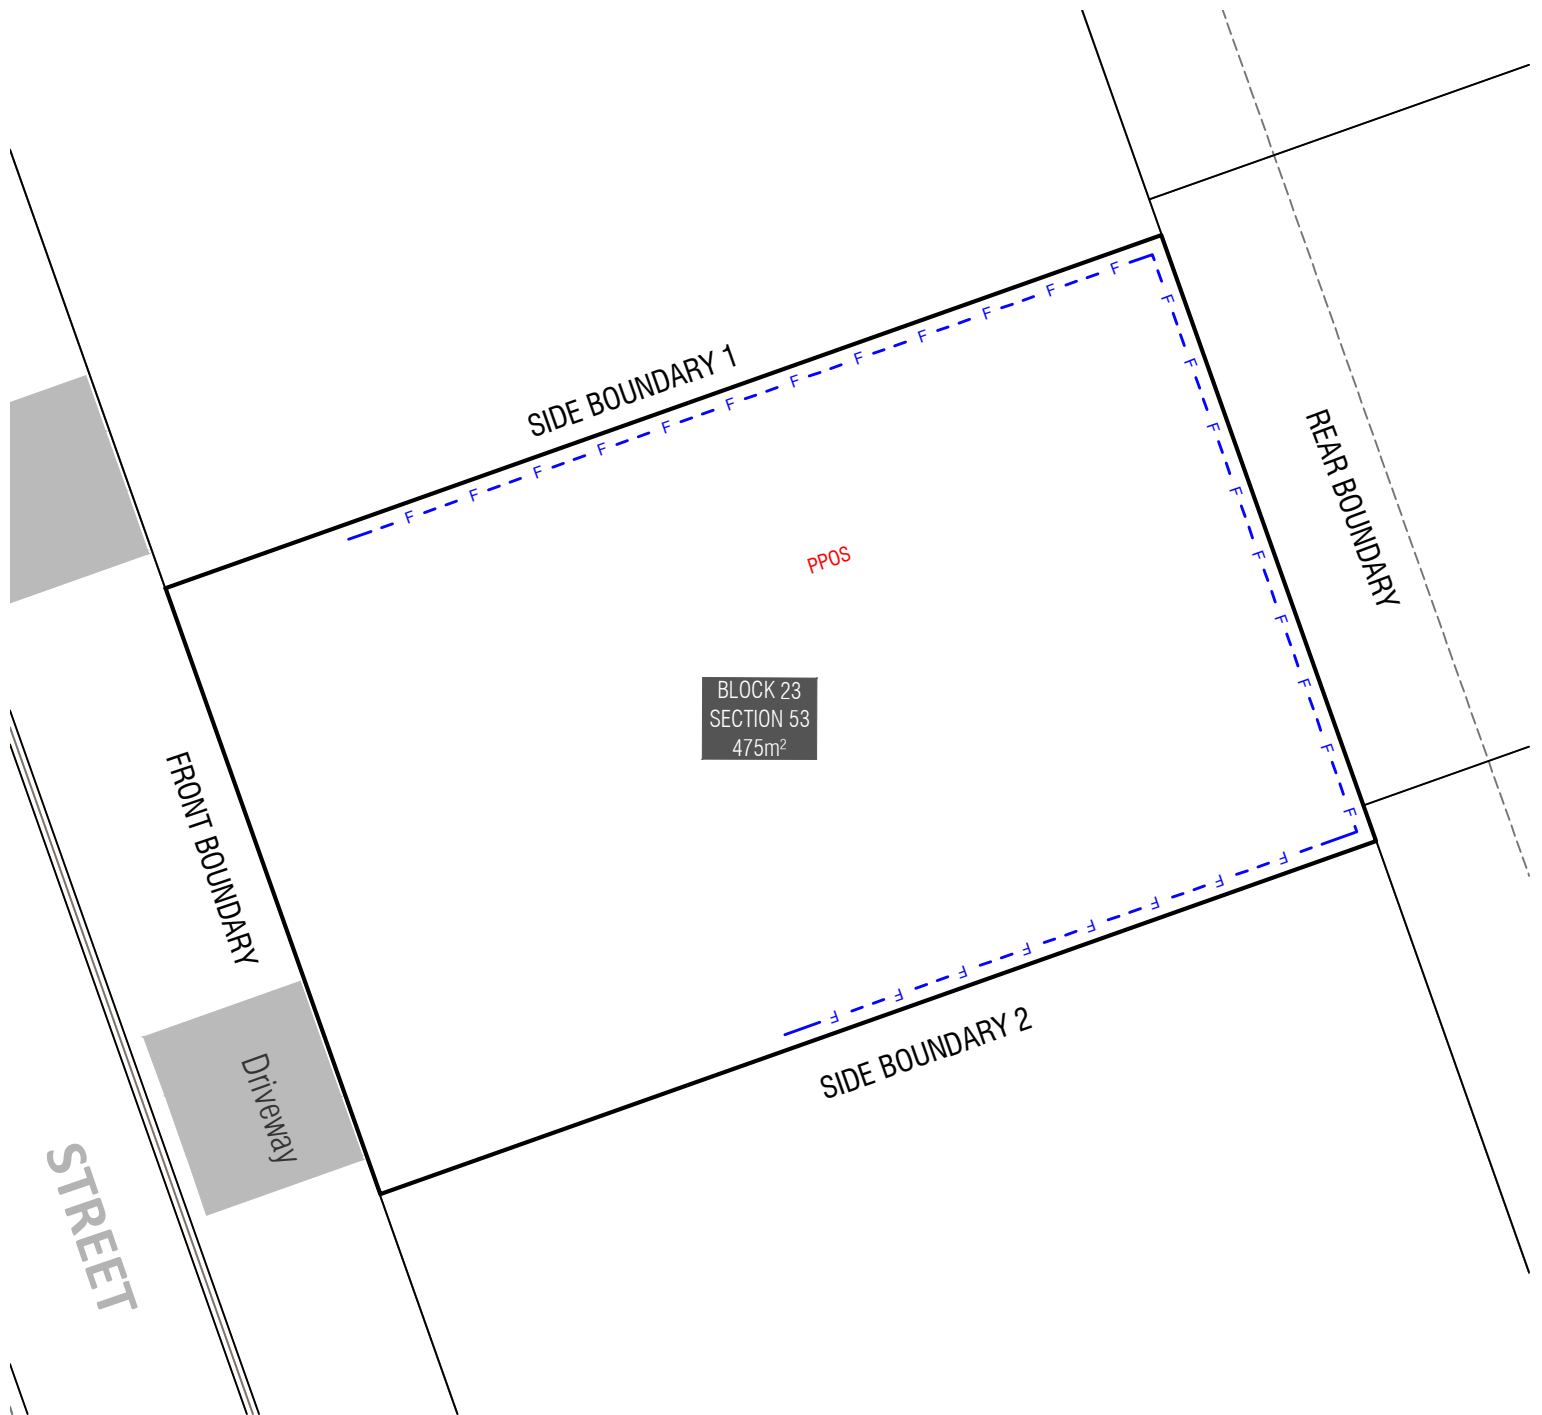 SIDE BOUNDARY 1
F F F F F F F F F F F F
F F F F F F F F F
REAR BOUNDARY
PPOS
BLOCK 23
SECTION 53
475m²
FRONT BOUNDARY
F F F F F F F F
SIDE BOUNDARY 2
Driveway
STREET